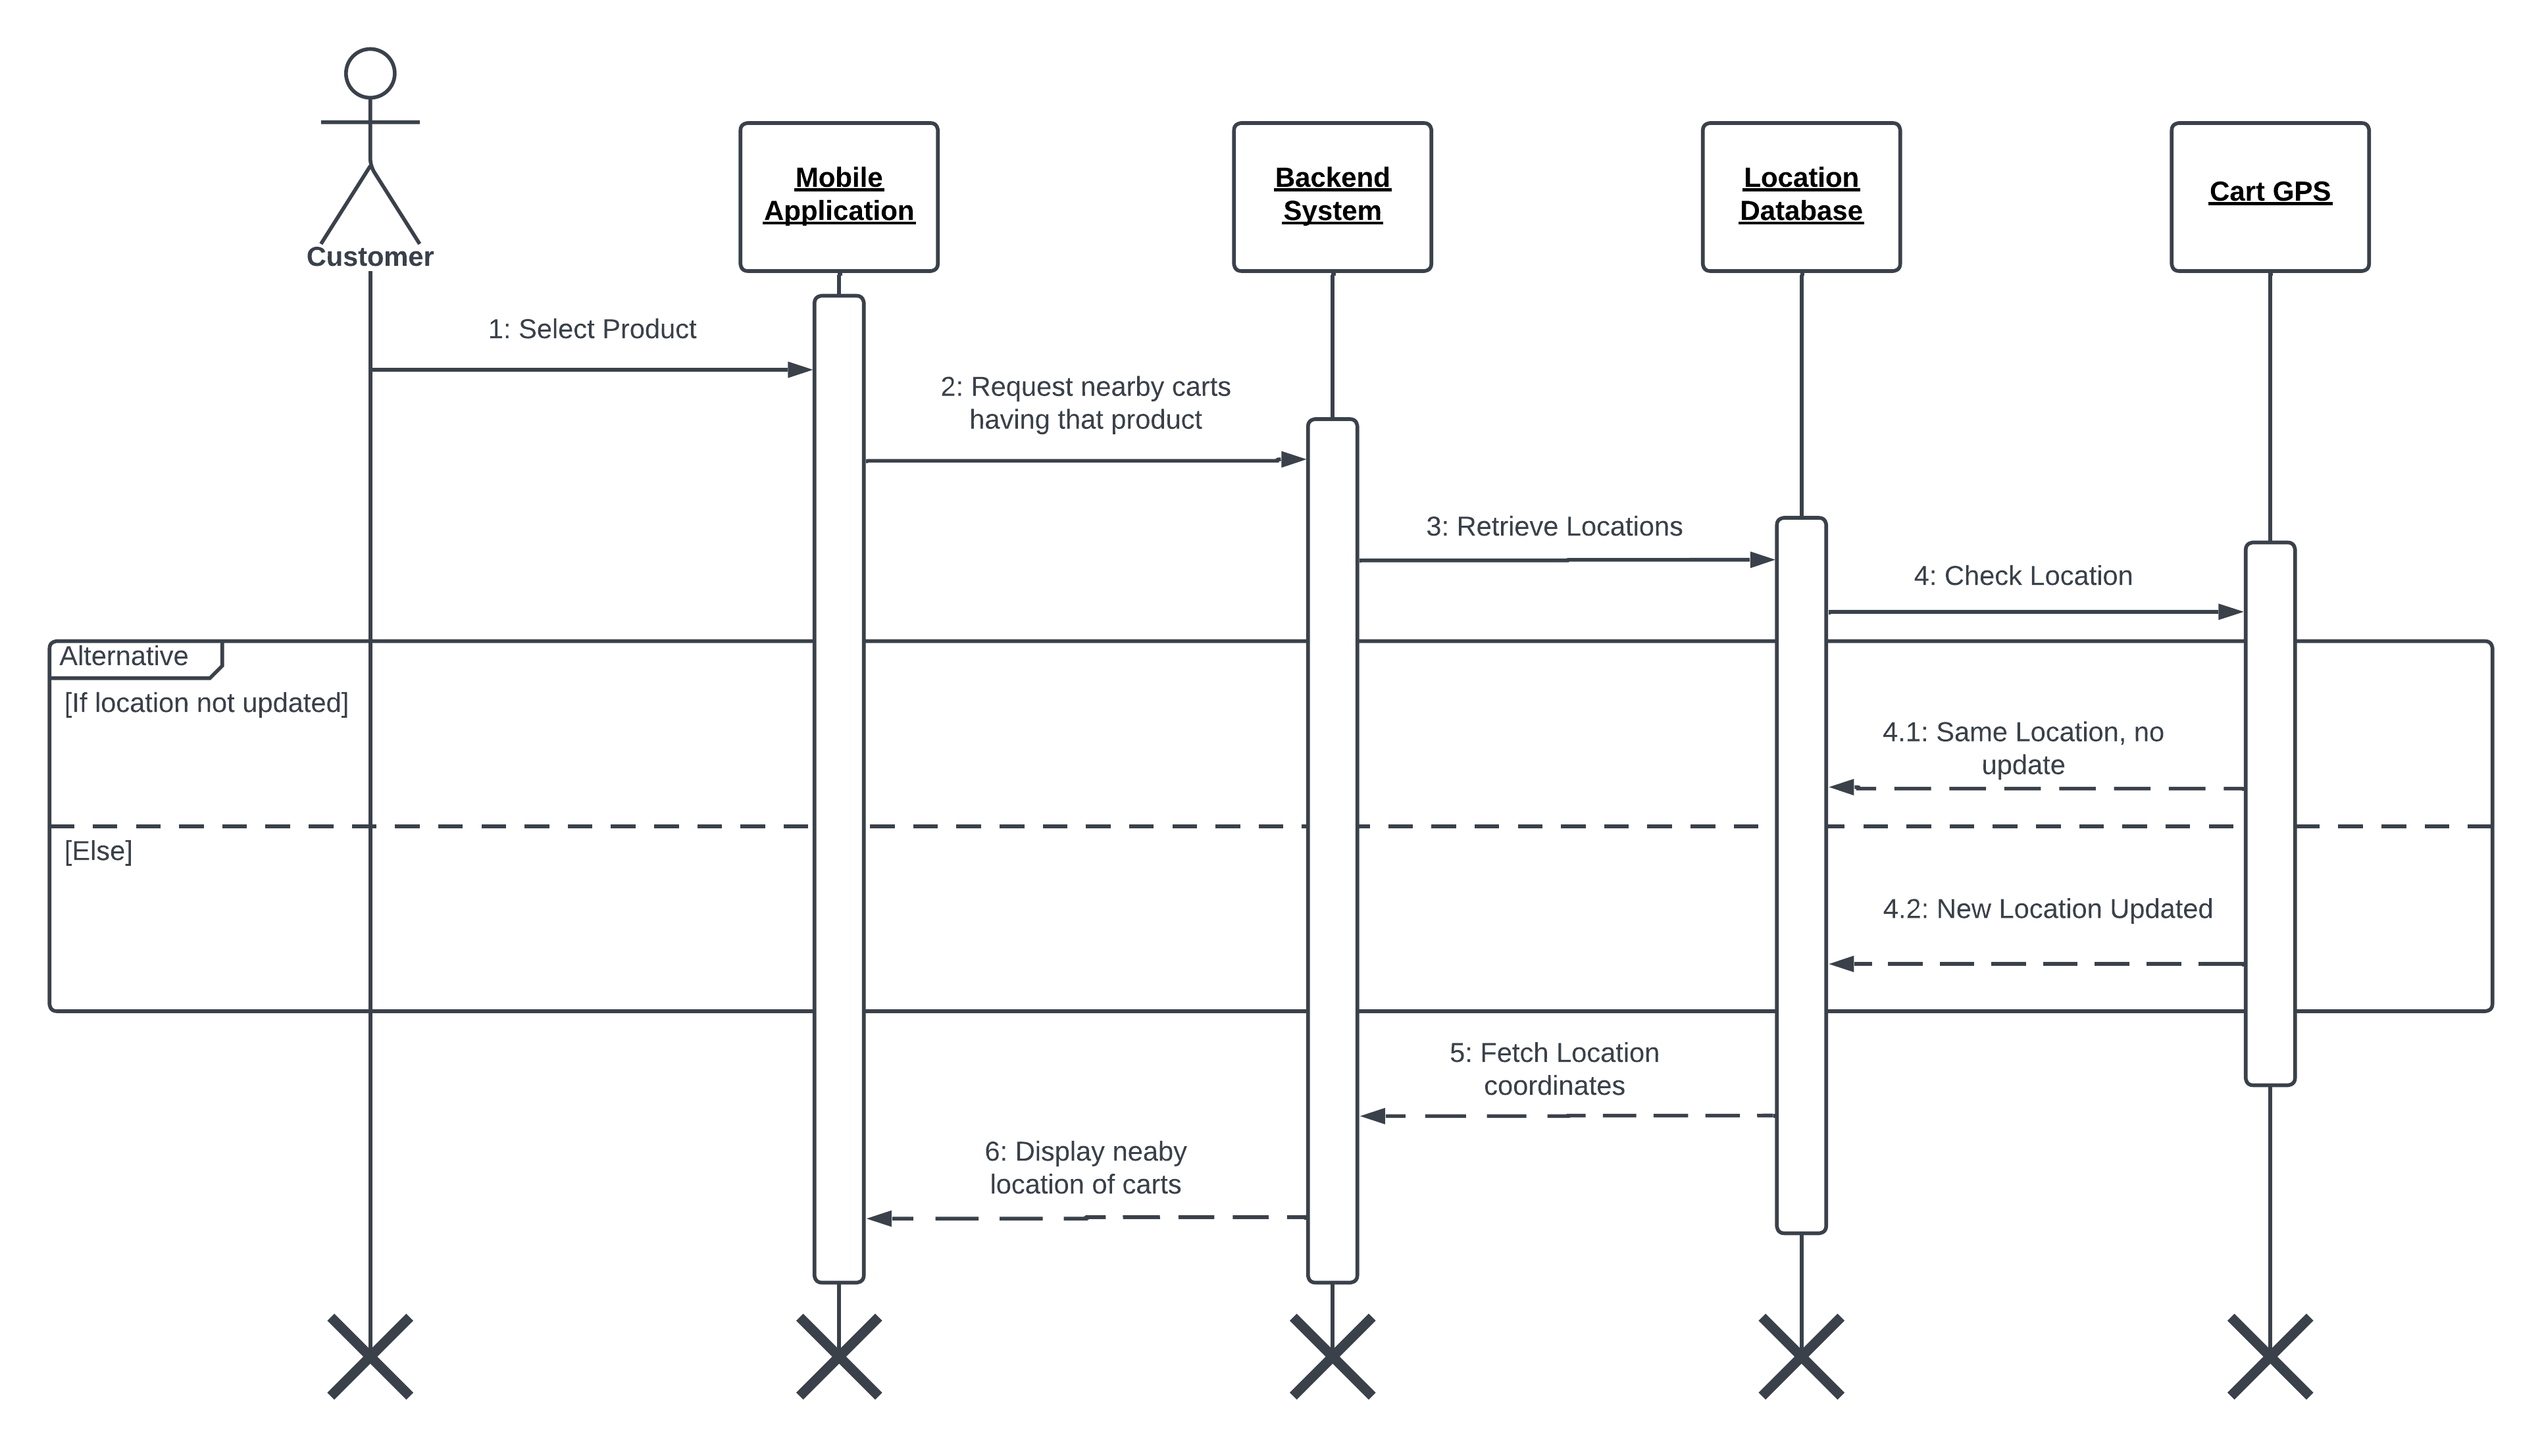 Customer
Mobile
Application
Backend
System
Location
Database
Cart GPS
1: Select Product
2: Request nearby carts
having that product
3: Retrieve Locations
4: Check Location
Alternative
[If location not updated]
4.1: Same Location, no
update
[Else]
4.2: New Location Updated
5: Fetch Location
coordinates
6: Display neaby
location of carts